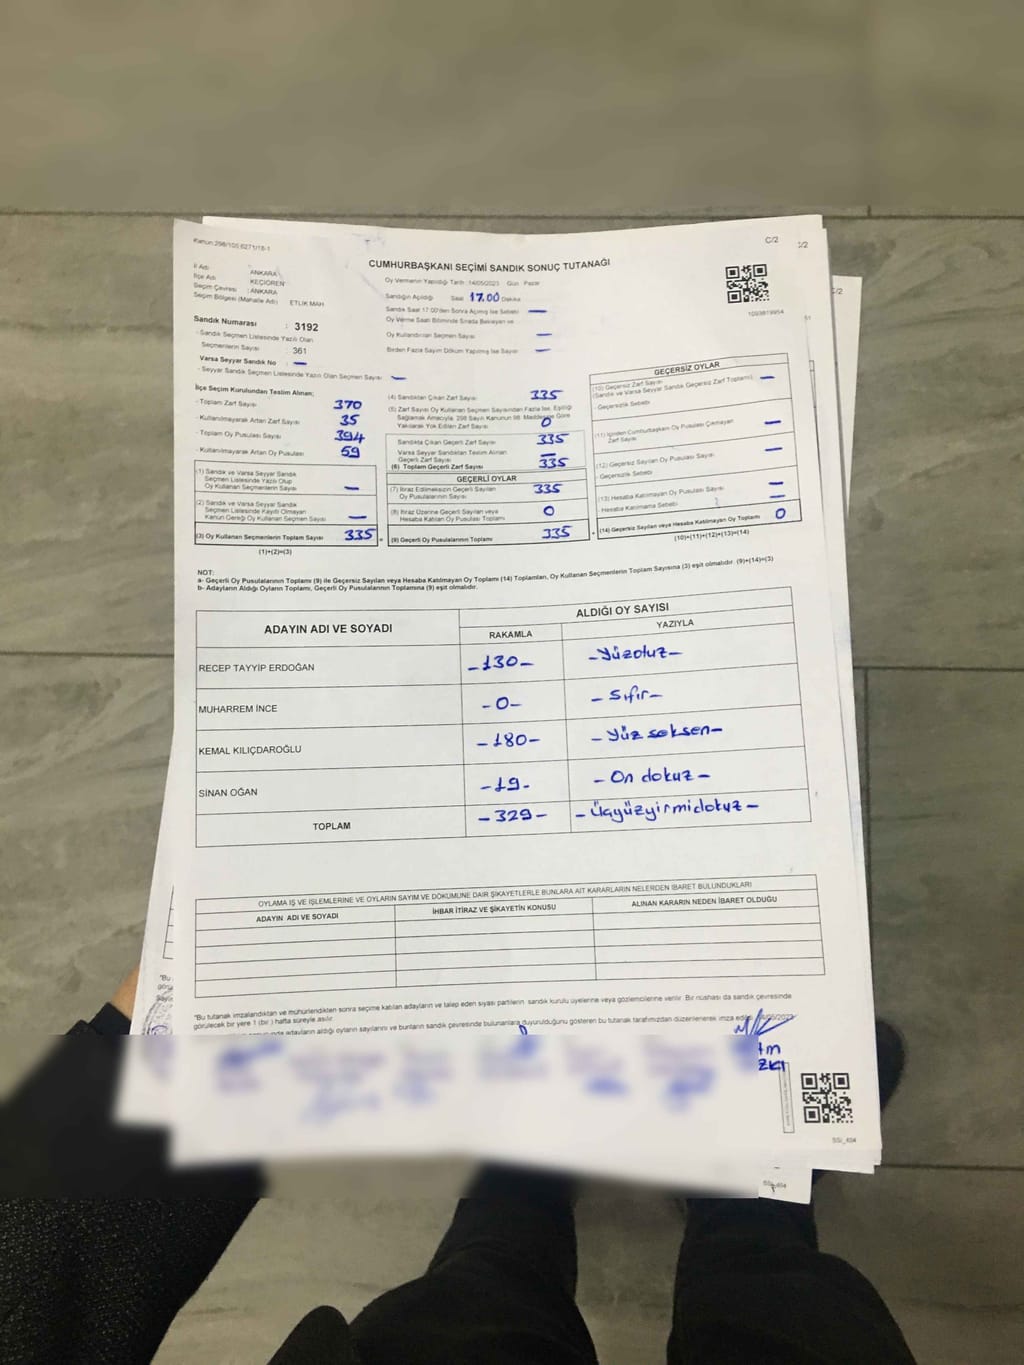 Kanun:298/105 6271/18-1
C/2
/2
C/2
CUMHURBAŞKANI SEÇİMİ SANDIK SONUÇ TUTANAĞI
İl Adı : ANKARA
İlçe Adı : KEÇİÖREN
Seçim Çevresi : ANKARA
Seçim Bölgesi (Mahalle Adı) : ETLİK MAH
Oy Vermenin Yapıldığı Tarih : 14/05/2023 Gün : Pazar
Sandığın Açıldığı Saat 17.00 Dakika
Sandık Saat 17:00'den Sonra Açılmış İse Sebebi —
Oy Verme Saati Bitiminde Sırada Bekleyen ve
Oy Kullandırılan Seçmen Sayısı —
Birden Fazla Sayım Döküm Yapılmış İse Sayısı —
Sandık Numarası : 3192
- Sandık Seçmen Listesinde Yazılı Olan
Seçmenlerin Sayısı : 361
Varsa Seyyar Sandık No : —
- Seyyar Sandık Seçmen Listesinde Yazılı Olan Seçmen Sayısı : —
İlçe Seçim Kurulundan Teslim Alınan;
- Toplam Zarf Sayısı 370
- Kullanılmayarak Artan Zarf Sayısı 35
- Toplam Oy Pusulası Sayısı 394
- Kullanılmayarak Artan Oy Pusulası 59
(1) Sandık ve Varsa Seyyar Sandık
Seçmen Listesinde Yazılı Olup
Oy Kullanan Seçmenlerin Sayısı —
(2) Sandık ve Varsa Seyyar Sandık
Seçmen Listesinde Kayıtlı Olmayan
Kanun Gereği Oy Kullanan Seçmen Sayısı —
(3) Oy Kullanan Seçmenlerin Toplam Sayısı 335
(1)+(2)=(3)
(4) Sandıktan Çıkan Zarf Sayısı 335
(5) Zarf Sayısı Oy Kullanan Seçmen Sayısından Fazla İse, Eşitliği
Sağlamak Amacıyla, 298 Sayılı Kanunun 98. Maddesine Göre
Yakılarak Yok Edilen Zarf Sayısı 0
Sandıkta Çıkan Geçerli Zarf Sayısı 335
Varsa Seyyar Sandıktan Teslim Alınan
Geçerli Zarf Sayısı —
(6) Toplam Geçerli Zarf Sayısı 335
GEÇERLİ OYLAR
(7) İtiraz Edilmeksizin Geçerli Sayılan
Oy Pusulalarının Sayısı 335
(8) İtiraz Üzerine Geçerli Sayılan veya
Hesaba Katılan Oy Pusulası Toplamı 0
(9) Geçerli Oy Pusulalarının Toplamı 335
1093819954
GEÇERSİZ OYLAR
(10) Geçersiz Zarf Sayısı
(Sandık ve Varsa Seyyar Sandık Geçersiz Zarf Toplamı) —
- Geçersizlik Sebebi
(11) İçinden Cumhurbaşkanı Oy Pusulası Çıkmayan
Zarf Sayısı —
(12) Geçersiz Sayılan Oy Pusulası Sayısı —
- Geçersizlik Sebebi
(13) Hesaba Katılmayan Oy Pusulası Sayısı —
- Hesaba Katılmama Sebebi —
(14) Geçersiz Sayılan veya Hesaba Katılmayan Oy Toplamı 0
(10)+(11)+(12)+(13)=(14)
NOT:
a- Geçerli Oy Pusulalarının Toplamı (9) ile Geçersiz Sayılan veya Hesaba Katılmayan Oy Toplamı (14) Toplamları, Oy Kullanan Seçmenlerin Toplam Sayısına (3) eşit olmalıdır. (9)+(14)=(3)
b- Adayların Aldığı Oyların Toplamı, Geçerli Oy Pusulalarının Toplamına (9) eşit olmalıdır.
ADAYIN ADI VE SOYADI ALDIĞI OY SAYISI
RAKAMLA YAZIYLA
RECEP TAYYİP ERDOĞAN -130- -Yüzotuz-
MUHARREM İNCE -0- -Sıfır-
KEMAL KILIÇDAROĞLU -180- -Yüz seksen-
SİNAN OĞAN -19- -On dokuz-
TOPLAM -329- -Üçyüzyirmidokuz-
OYLAMA İŞ VE İŞLEMLERİNE VE OYLARIN SAYIM VE DÖKÜMÜNE DAİR ŞİKAYETLERLE BUNLARA AİT KARARLARIN NELERDEN İBARET BULUNDUKLARI
ADAYIN ADI VE SOYADI İHBAR İTİRAZ VE ŞİKAYETİN KONUSU ALINAN KARARIN NEDEN İBARET OLDUĞU
"Bu tutanak imzalandıktan ve mühürlendikten sonra seçime katılan adayların ve talep eden siyasi partilerin sandık kurulu üyelerine veya gözlemcilerine verilir. Bir nüshası da sandık çevresinde
görülecek bir yere 1 (bir ) hafta süreyle asılır.
adayların aldığı oyların sayılarını ve bunların sandık çevresinde bulunanlara duyurulduğunu gösteren bu tutanak tarafımızdan düzenlenerek imza edildi.
SSİ_404